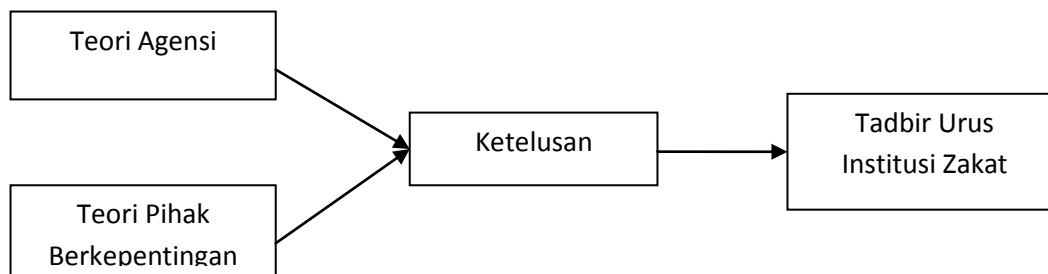 Teori Agensi
Ketelusan
Tadbir Urus
Institusi Zakat
Teori Pihak
Berkepentingan